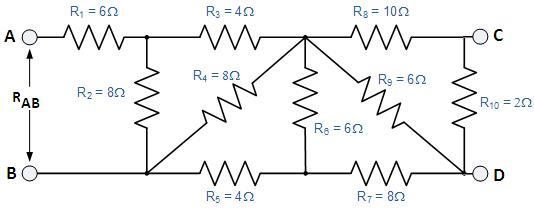 R₁ = 6Ω
R₃ = 4Ω
R₈ = 10Ω
A
C
R₄ = 8Ω
R₉ = 6Ω
R₂ = 8Ω
R_AB
R₁₀ = 2Ω
R₆ = 6Ω
B
D
R₅ = 4Ω
R₇ = 8Ω